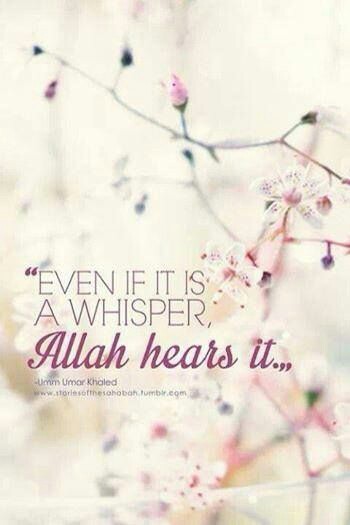 “EVEN IF IT IS
A WHISPER,
Allah hears it...
-Umm Umar Khaled
www.storiesofthesahabah.tumblr.com